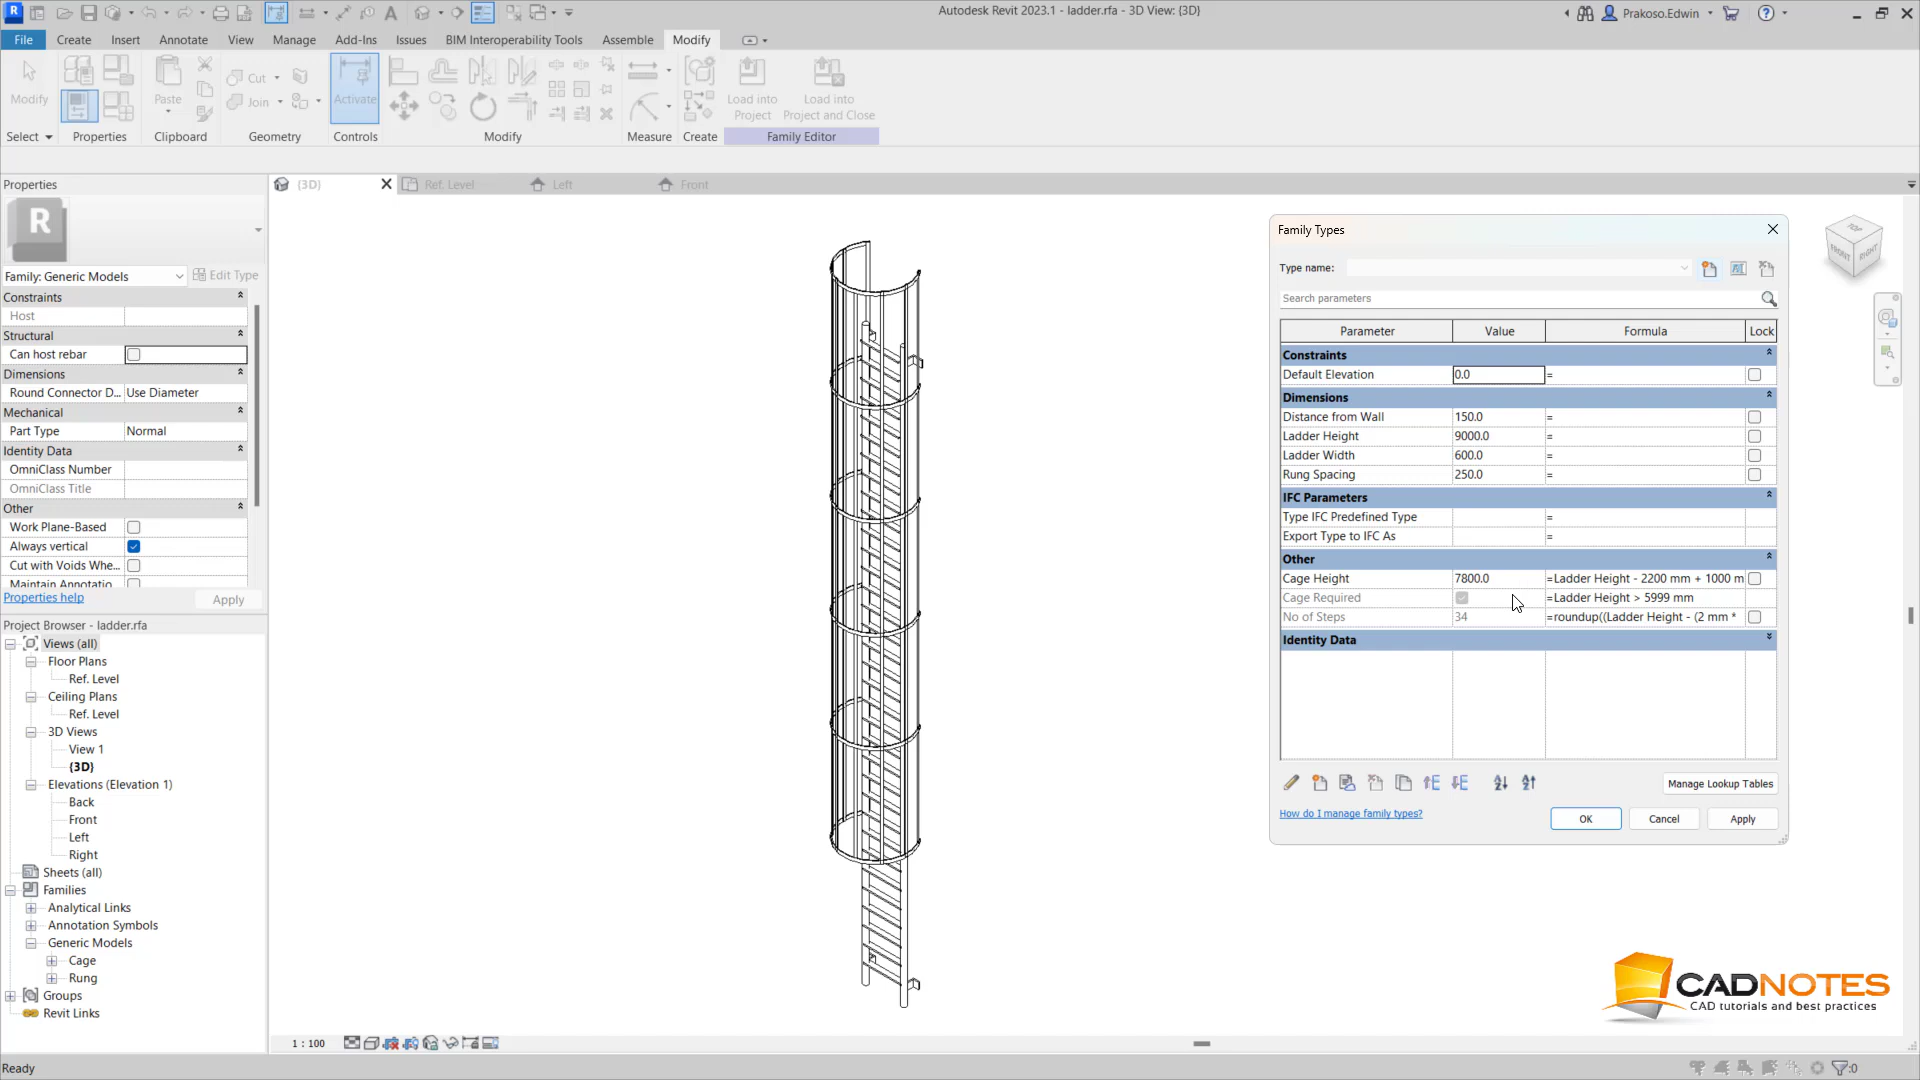 Autodesk Revit 2023.1 - ladder.rfa - 3D View: {3D}
Prakoso.Edwin
File
Create
Insert
Annotate
View
Manage
Add-Ins
Issues
BIM Interoperability Tools
Assemble
Modify
Modify
Paste
Cut
Join
Activate
Load into
Project
Load into
Project and Close
Select
Properties
Clipboard
Geometry
Controls
Modify
Measure
Create
Family Editor
Properties
{3D}
Ref. Level
Left
Front
R
Family: Generic Models
Edit Type
Constraints
Host
Structural
Can host rebar
Dimensions
Round Connector D... Use Diameter
Mechanical
Part Type Normal
Identity Data
OmniClass Number
OmniClass Title
Other
Work Plane-Based
Always vertical
Cut with Voids Whe...
Maintain Annotatio
Properties help
Apply
Project Browser - ladder.rfa
Views (all)
Floor Plans
Ref. Level
Ceiling Plans
Ref. Level
3D Views
View 1
{3D}
Elevations (Elevation 1)
Back
Front
Left
Right
Sheets (all)
Families
Analytical Links
Annotation Symbols
Generic Models
Cage
Rung
Groups
Revit Links
Family Types
Type name:
Search parameters
Parameter Value Formula Lock
Constraints
Default Elevation 0.0 =
Dimensions
Distance from Wall 150.0 =
Ladder Height 9000.0 =
Ladder Width 600.0 =
Rung Spacing 250.0 =
IFC Parameters
Type IFC Predefined Type =
Export Type to IFC As =
Other
Cage Height 7800.0 =Ladder Height - 2200 mm + 1000 m
Cage Required =Ladder Height > 5999 mm
No of Steps 34 =roundup((Ladder Height - (2 mm *
Identity Data
Manage Lookup Tables
How do I manage family types?
OK
Cancel
Apply
TOP
FRONT
RIGHT
CADNOTES
CAD tutorials and best practices
1 : 100
Ready
:0